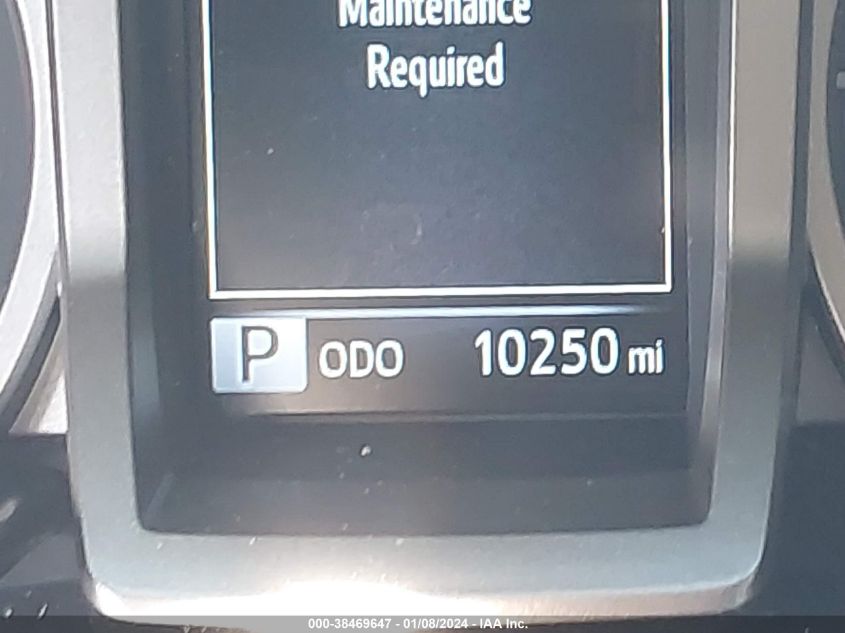 Maintenance
Required
P ODO 10250 mi
000-38469647 - 01/08/2024 - IAA Inc.